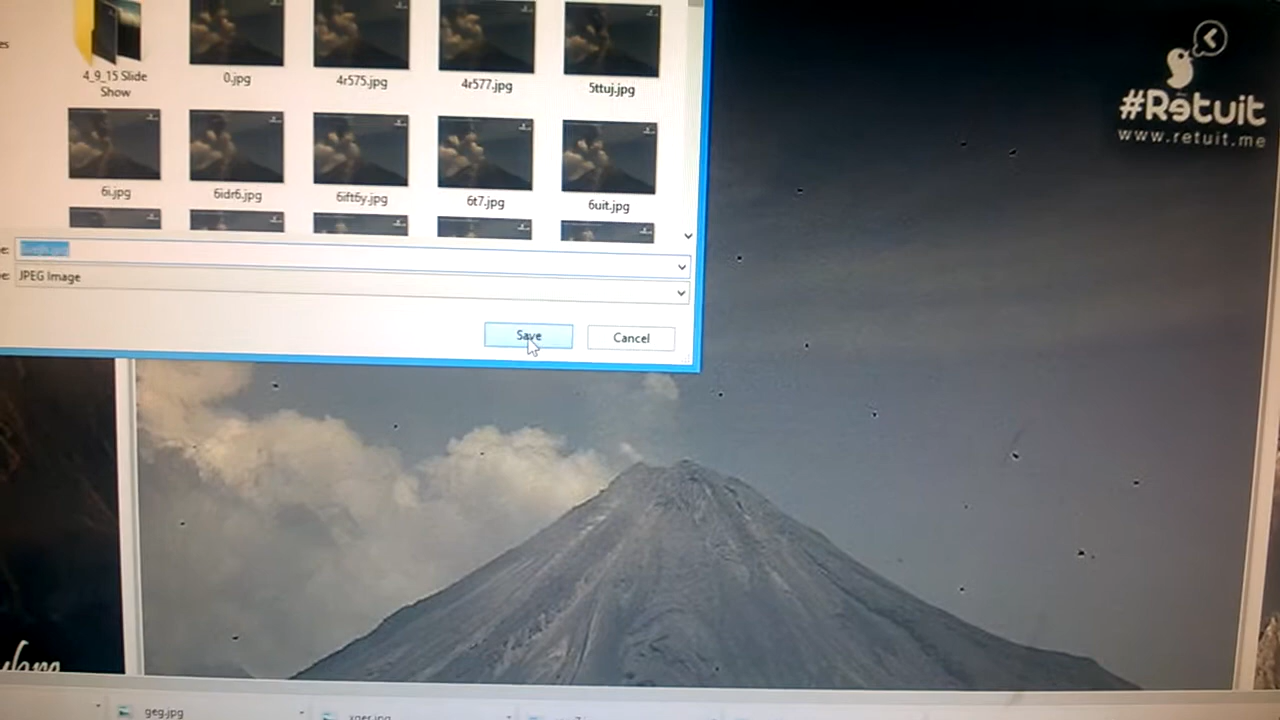 4_9_15 Slide
Show
0.jpg
4r575.jpg
4r577.jpg
5ttuj.jpg
6i.jpg
6idr6.jpg
6ift6y.jpg
6t7.jpg
6uit.jpg
JPEG Image
Save
Cancel
#Retuit
www.retuit.me
geg.jpg